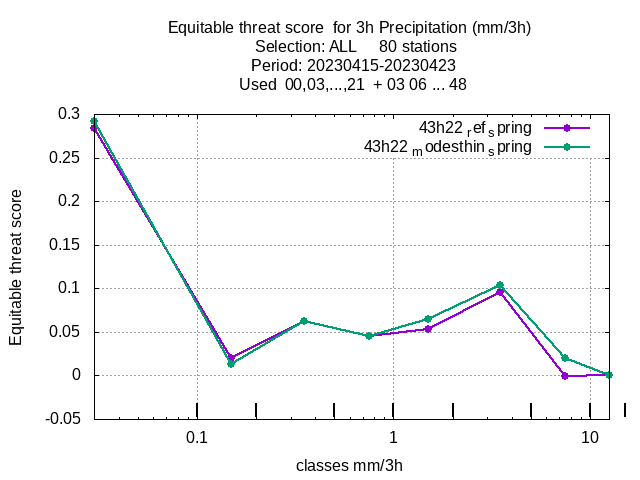 Equitable threat score  for 3h Precipitation (mm/3h)
Selection: ALL     80 stations
Period: 20230415-20230423
Used  00,03,...,21  + 03 06 ... 48
43h22 ref spring
43h22 modesthin spring
0.3
0.25
0.2
0.15
0.1
0.05
0
-0.05
Equitable threat score
0.1
1
10
classes mm/3h